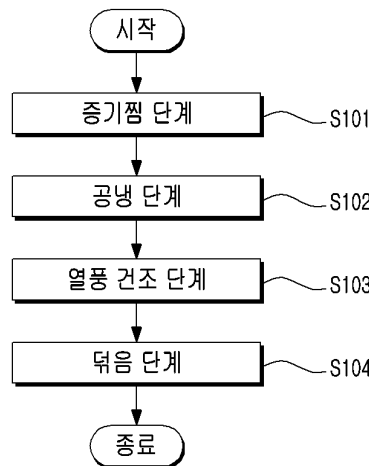 시작
증기찜 단계
S101
공냉 단계
S102
열풍 건조 단계
S103
덖음 단계
S104
종료